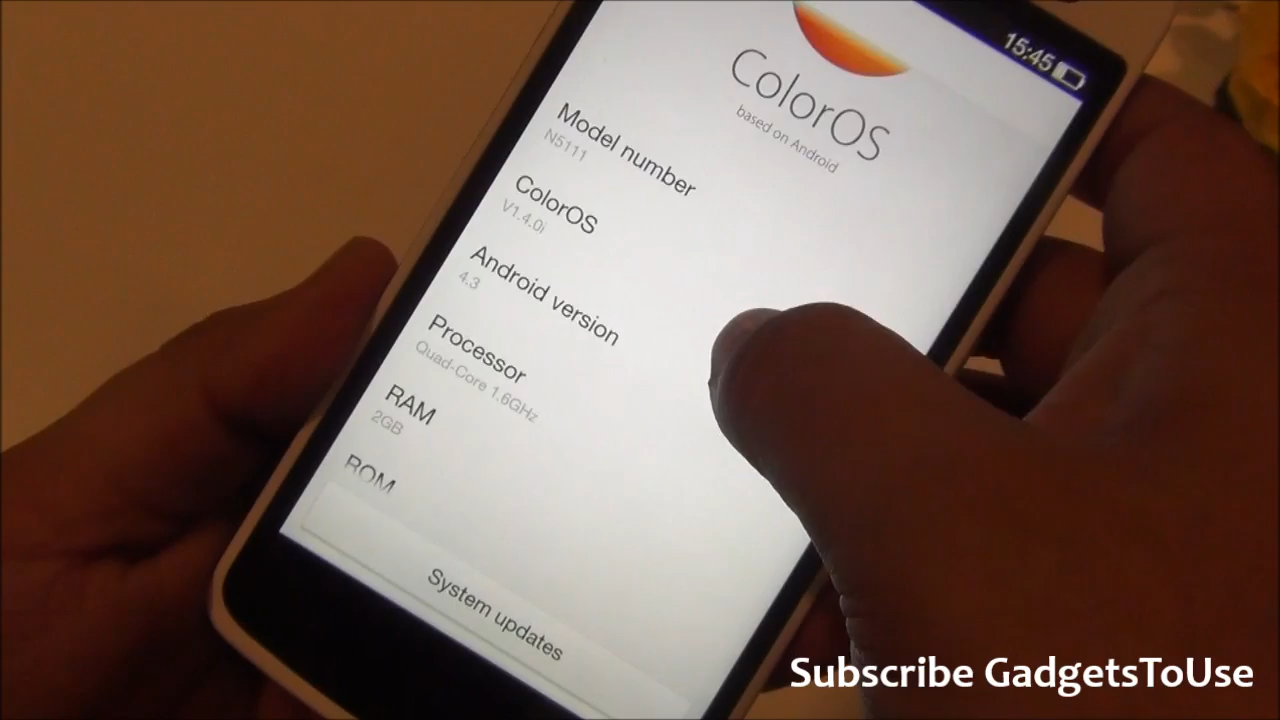 15:45
ColorOS
based on Android
Model number
N5111
ColorOS
V1.4.0i
Android version
4.3
Processor
Quad-Core 1.6GHz
RAM
2GB
ROM
System updates
Subscribe GadgetsToUse